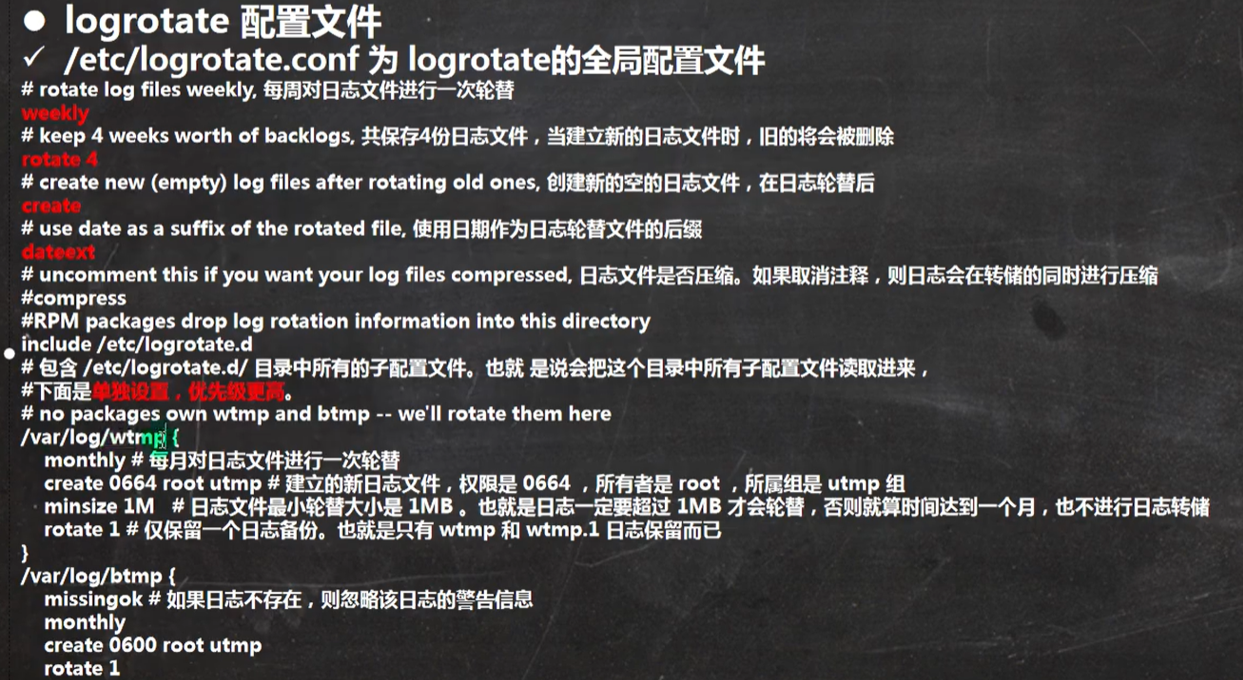 ● logrotate 配置文件
✓ /etc/logrotate.conf 为 logrotate的全局配置文件
# rotate log files weekly, 每周对日志文件进行一次轮替
weekly
# keep 4 weeks worth of backlogs, 共保存4份日志文件，当建立新的日志文件时，旧的将会被删除
rotate 4
# create new (empty) log files after rotating old ones, 创建新的空的日志文件，在日志轮替后
create
# use date as a suffix of the rotated file, 使用日期作为日志轮替文件的后缀
dateext
# uncomment this if you want your log files compressed, 日志文件是否压缩。如果取消注释，则日志会在转储的同时进行压缩
#compress
#RPM packages drop log rotation information into this directory
include /etc/logrotate.d
# 包含 /etc/logrotate.d/ 目录中所有的子配置文件。也就 是说会把这个目录中所有子配置文件读取进来，
#下面是单独设置，优先级更高。
# no packages own wtmp and btmp -- we'll rotate them here
/var/log/wtmp {
monthly # 每月对日志文件进行一次轮替
create 0664 root utmp # 建立的新日志文件，权限是 0664 ，所有者是 root ，所属组是 utmp 组
minsize 1M # 日志文件最小轮替大小是 1MB 。也就是日志一定要超过 1MB 才会轮替，否则就算时间达到一个月，也不进行日志转储
rotate 1 # 仅保留一个日志备份。也就是只有 wtmp 和 wtmp.1 日志保留而已
}
/var/log/btmp {
missingok # 如果日志不存在，则忽略该日志的警告信息
monthly
create 0600 root utmp
rotate 1